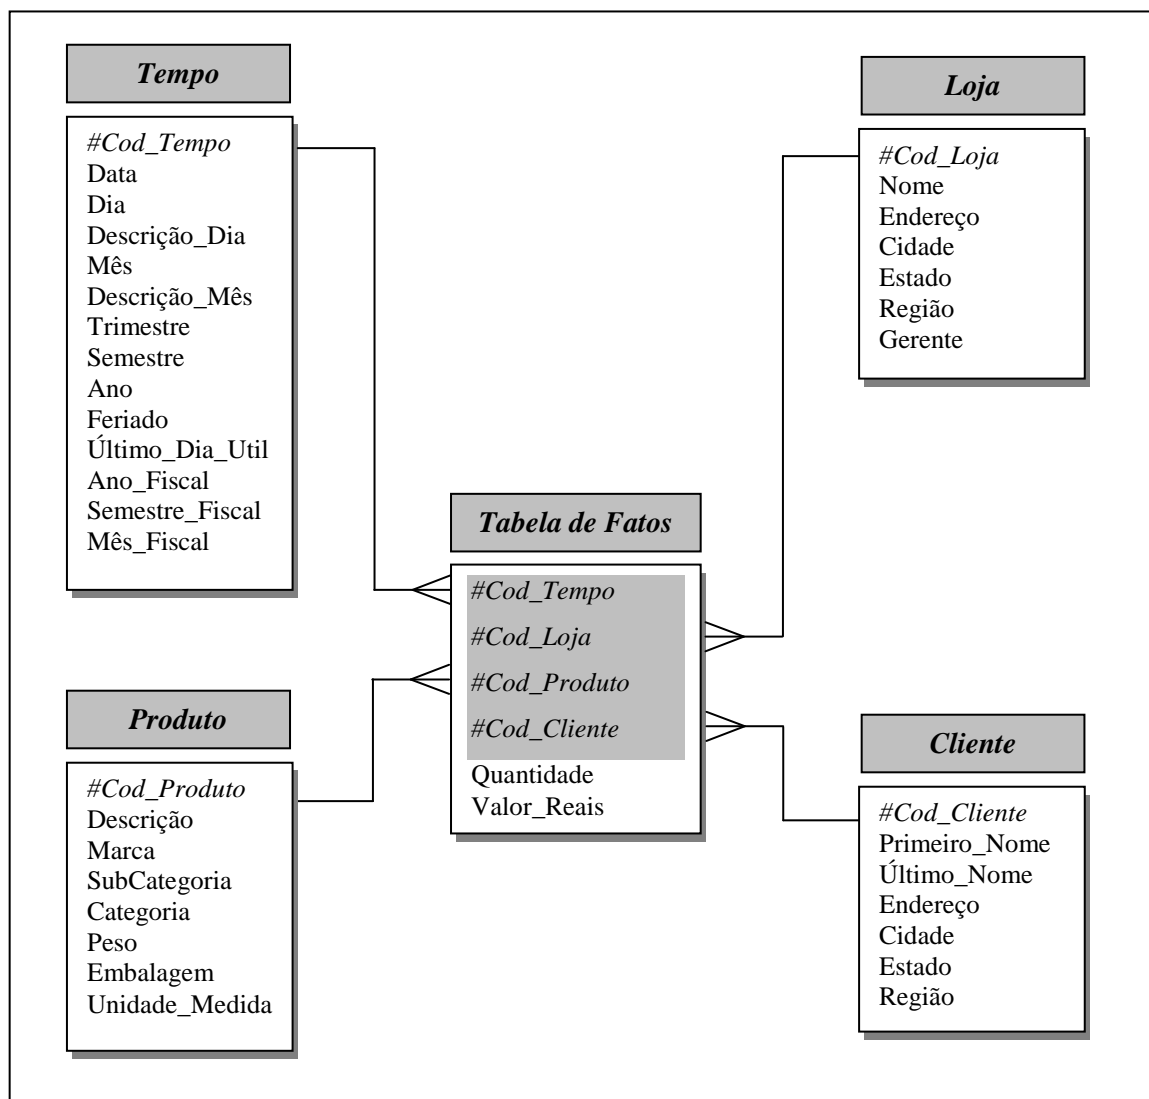 Tempo
#Cod_Tempo
Data
Dia
Descrição_Dia
Mês
Descrição_Mês
Trimestre
Semestre
Ano
Feriado
Último_Dia_Util
Ano_Fiscal
Semestre_Fiscal
Mês_Fiscal
Loja
#Cod_Loja
Nome
Endereço
Cidade
Estado
Região
Gerente
Tabela de Fatos
#Cod_Tempo
#Cod_Loja
#Cod_Produto
#Cod_Cliente
Quantidade
Valor_Reais
Produto
#Cod_Produto
Descrição
Marca
SubCategoria
Categoria
Peso
Embalagem
Unidade_Medida
Cliente
#Cod_Cliente
Primeiro_Nome
Último_Nome
Endereço
Cidade
Estado
Região